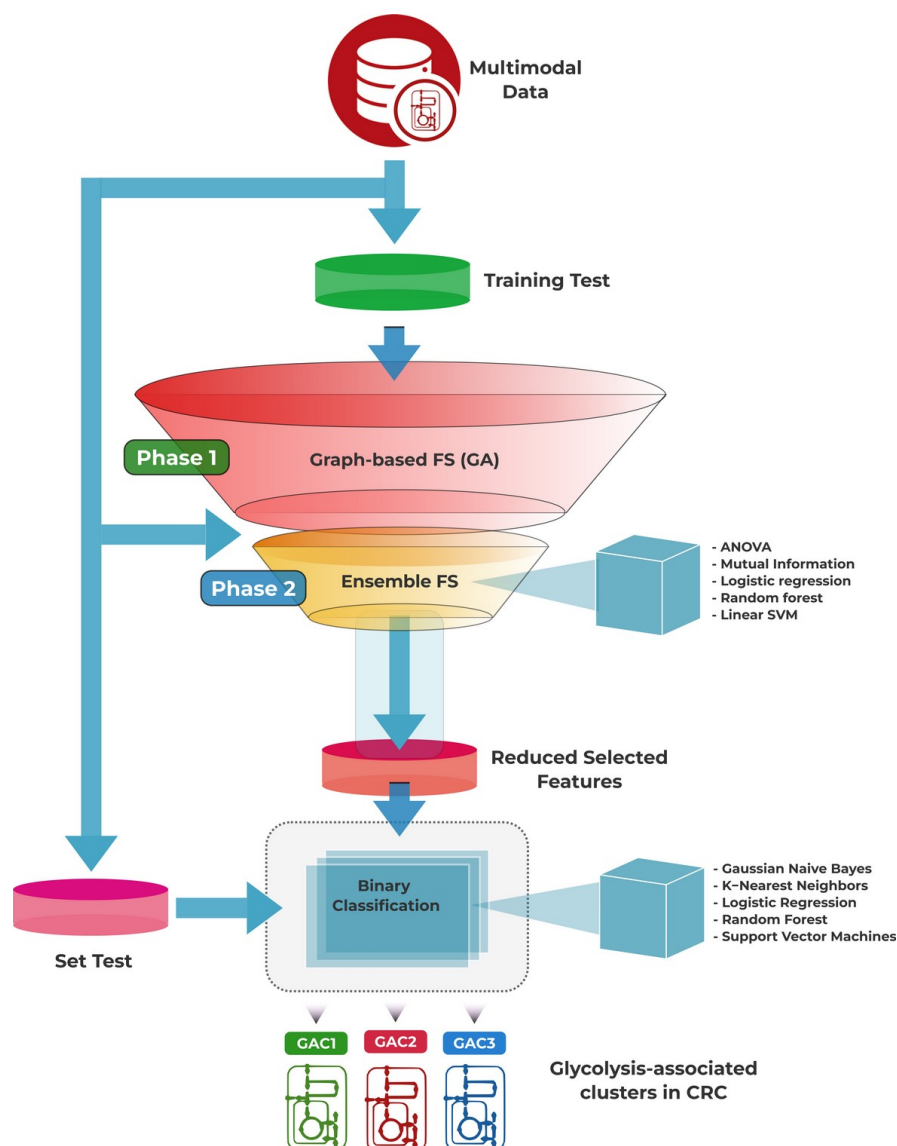 Multimodal
Data
Training Test
Phase 1
Graph-based FS (GA)
Phase 2
Ensemble FS
- ANOVA
- Mutual Information
- Logistic regression
- Random forest
- Linear SVM
Reduced Selected
Features
Binary
Classification
- Gaussian Naive Bayes
- K-Nearest Neighbors
- Logistic Regression
- Random Forest
- Support Vector Machines
Set Test
GAC1
GAC2
GAC3
Glycolysis-associated
clusters in CRC